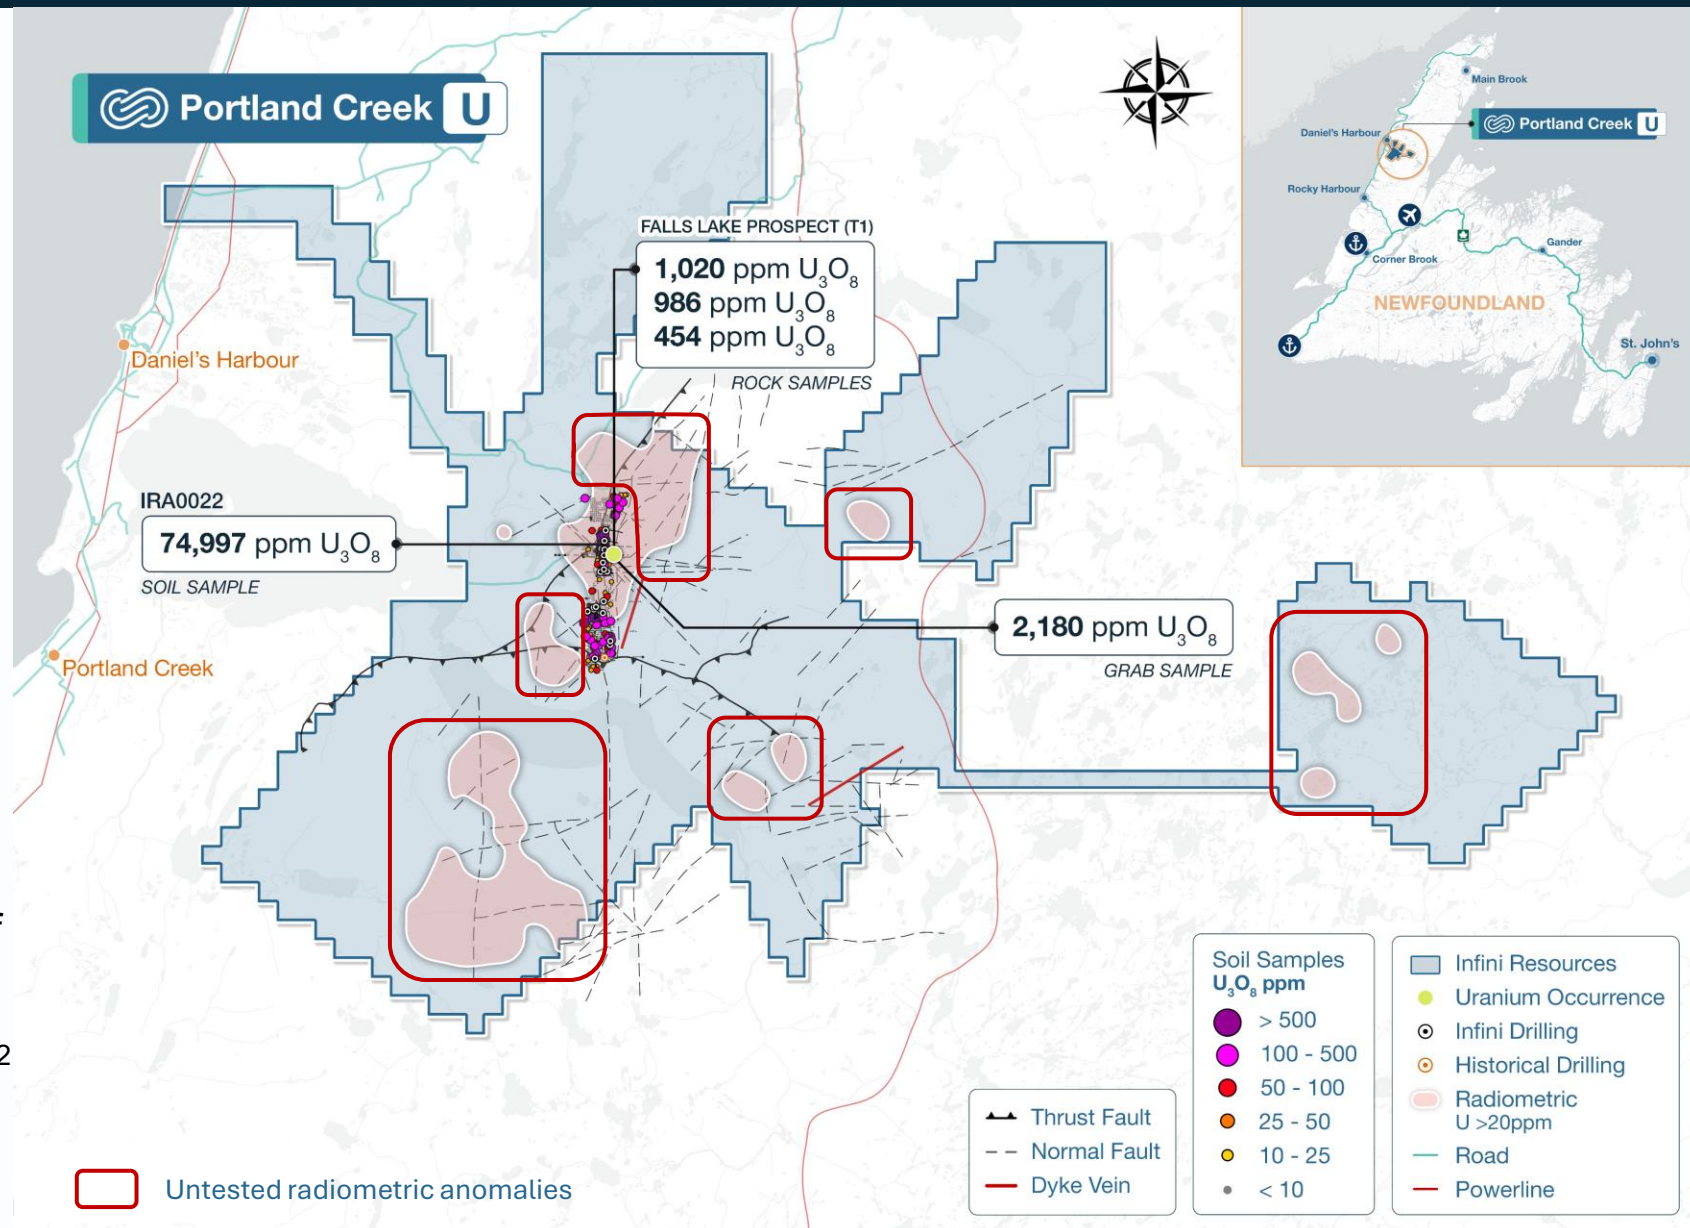 Portland Creek U
FALLS LAKE PROSPECT (T1)
1,020 ppm U₃O₈
986 ppm U₃O₈
454 ppm U₃O₈
ROCK SAMPLES
Daniel's Harbour
IRA0022
74,997 ppm U₃O₈
SOIL SAMPLE
2,180 ppm U₃O₈
GRAB SAMPLE
Portland Creek
Main Brook
Portland Creek U
Daniel's Harbour
Rocky Harbour
Gander
Corner Brook
NEWFOUNDLAND
St. John's
:
2
Untested radiometric anomalies
Thrust Fault
Normal Fault
Dyke Vein
Soil Samples
U₃O₈ ppm
> 500
100 - 500
50 - 100
25 - 50
10 - 25
< 10
Infini Resources
Uranium Occurrence
Infini Drilling
Historical Drilling
Radiometric
U >20ppm
Road
Powerline